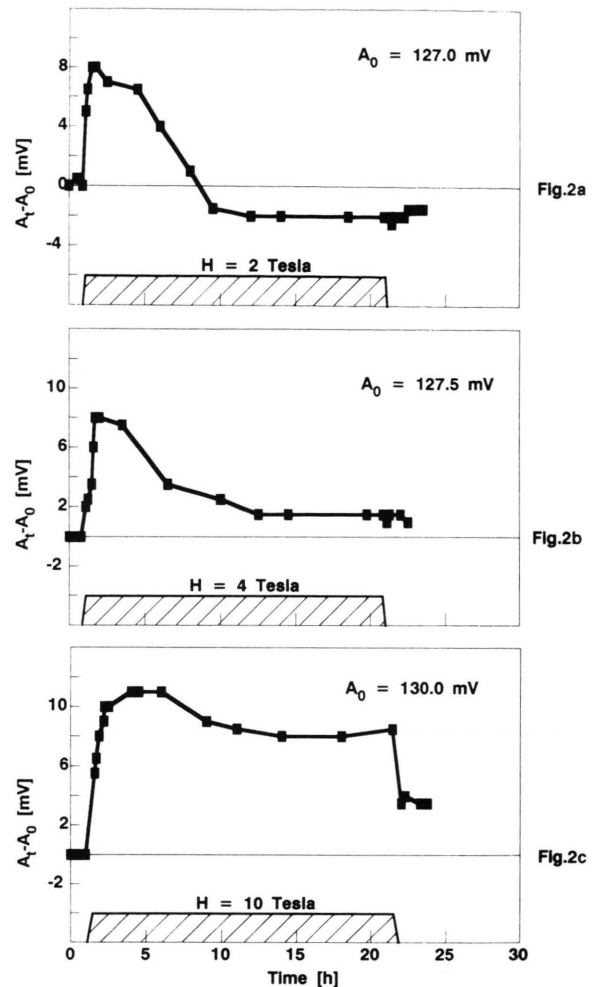 A0 = 127.0 mV
8
4
0
-4
At-A0 [mV]
H = 2 Tesla
Fig.2a
A0 = 127.5 mV
10
6
2
-2
At-A0 [mV]
H = 4 Tesla
Fig.2b
A0 = 130.0 mV
10
6
2
-2
At-A0 [mV]
H = 10 Tesla
Fig.2c
0 5 10 15 20 25 30
Time [h]